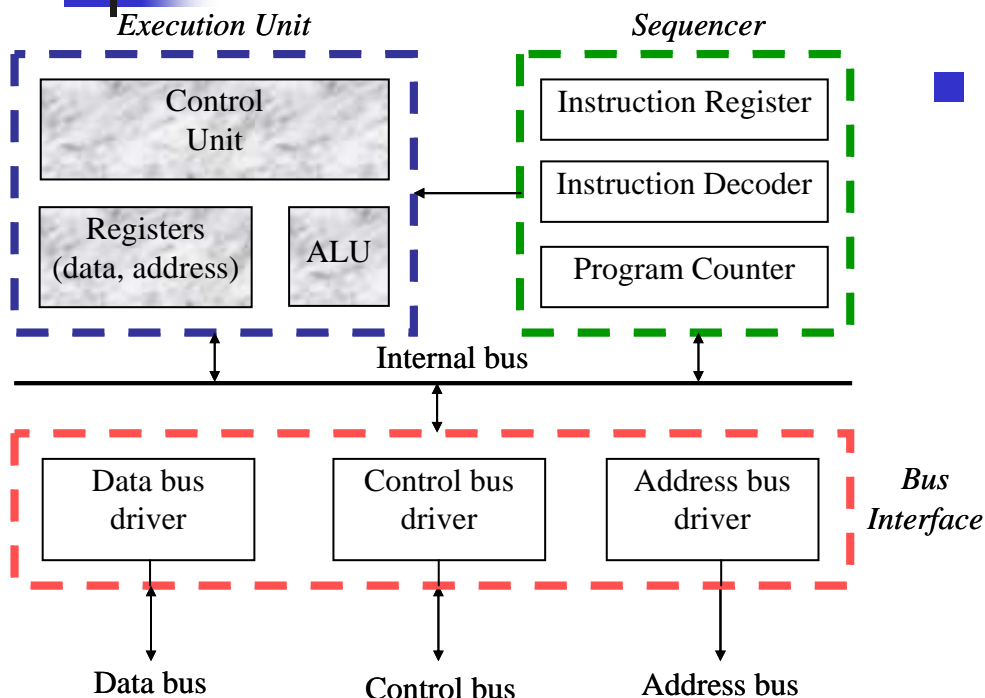 Execution Unit
Sequencer
Control
Unit
Instruction Register
Instruction Decoder
Registers
(data, address)
ALU
Program Counter
Internal bus
Data bus
driver
Control bus
driver
Address bus
driver
Bus
Interface
Data bus
Control bus
Address bus